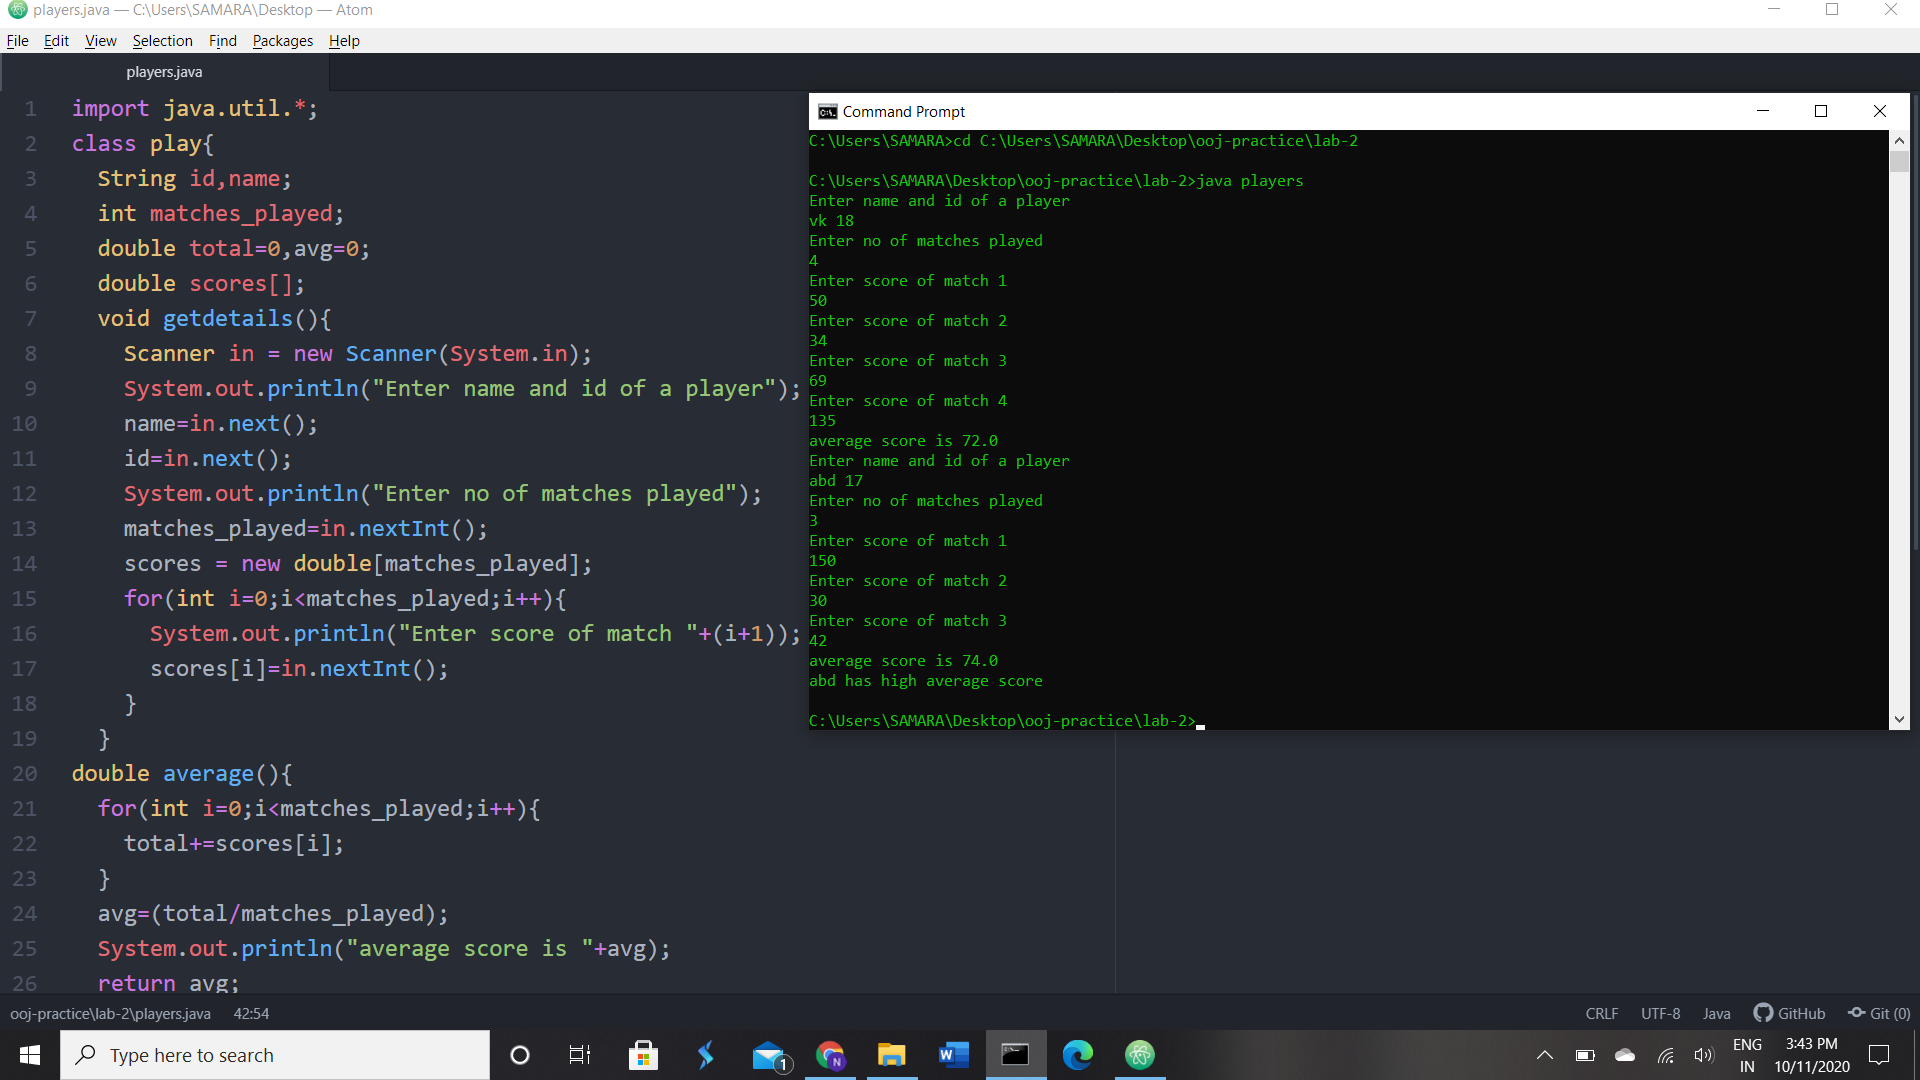 players.java — C:\Users\SAMARA\Desktop — Atom
File Edit View Selection Find Packages Help
players.java
1 import java.util.*;
2 class play{
3 String id,name;
4 int matches_played;
5 double total=0,avg=0;
6 double scores[];
7 void getdetails(){
8 Scanner in = new Scanner(System.in);
9 System.out.println("Enter name and id of a player");
10 name=in.next();
11 id=in.next();
12 System.out.println("Enter no of matches played");
13 matches_played=in.nextInt();
14 scores = new double[matches_played];
15 for(int i=0;i<matches_played;i++){
16 System.out.println("Enter score of match "+(i+1));
17 scores[i]=in.nextInt();
18 }
19 }
20 double average(){
21 for(int i=0;i<matches_played;i++){
22 total+=scores[i];
23 }
24 avg=(total/matches_played);
25 System.out.println("average score is "+avg);
26 return avg;
Command Prompt
C:\Users\SAMARA>cd C:\Users\SAMARA\Desktop\ooj-practice\lab-2
C:\Users\SAMARA\Desktop\ooj-practice\lab-2>java players
Enter name and id of a player
vk 18
Enter no of matches played
4
Enter score of match 1
50
Enter score of match 2
34
Enter score of match 3
69
Enter score of match 4
135
average score is 72.0
Enter name and id of a player
abd 17
Enter no of matches played
3
Enter score of match 1
150
Enter score of match 2
30
Enter score of match 3
42
average score is 74.0
abd has high average score
C:\Users\SAMARA\Desktop\ooj-practice\lab-2>
ooj-practice\lab-2\players.java 42:54
CRLF UTF-8 Java GitHub Git (0)
Type here to search
1
N
W
ENG
IN
3:43 PM
10/11/2020